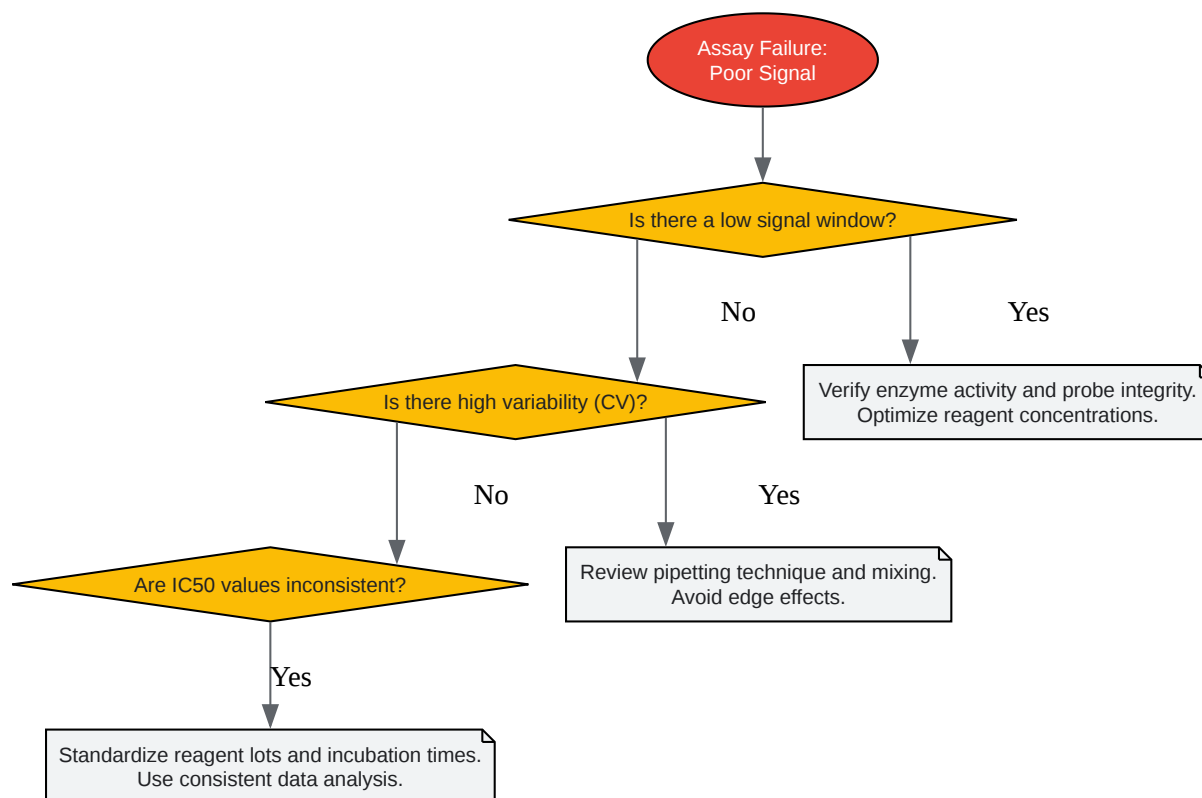 Assay Failure:
Poor Signal
Is there a low signal window?
No
Yes
Verify enzyme activity and probe integrity.
Optimize reagent concentrations.
Is there high variability (CV)?
No
Yes
Review pipetting technique and mixing.
Avoid edge effects.
Are IC50 values inconsistent?
Yes
Standardize reagent lots and incubation times.
Use consistent data analysis.